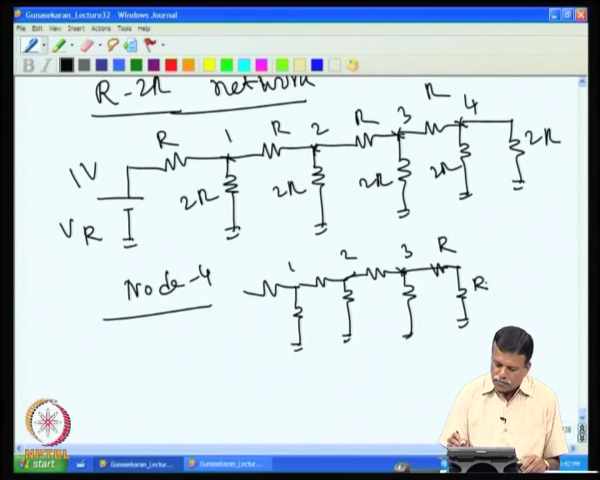 Gunasekaran_Lecture32 - Windows Journal
File Edit View Insert Actions Tools Help
B I
R-2R network
R
4
R 1 R 2 R 3
1V
2R 2R 2R 2R 2R
VR
Node-4
1 2 3 R
R
NPTEL
start
Gunasekaran_Lectur...
Gunasekaran_Lectur...